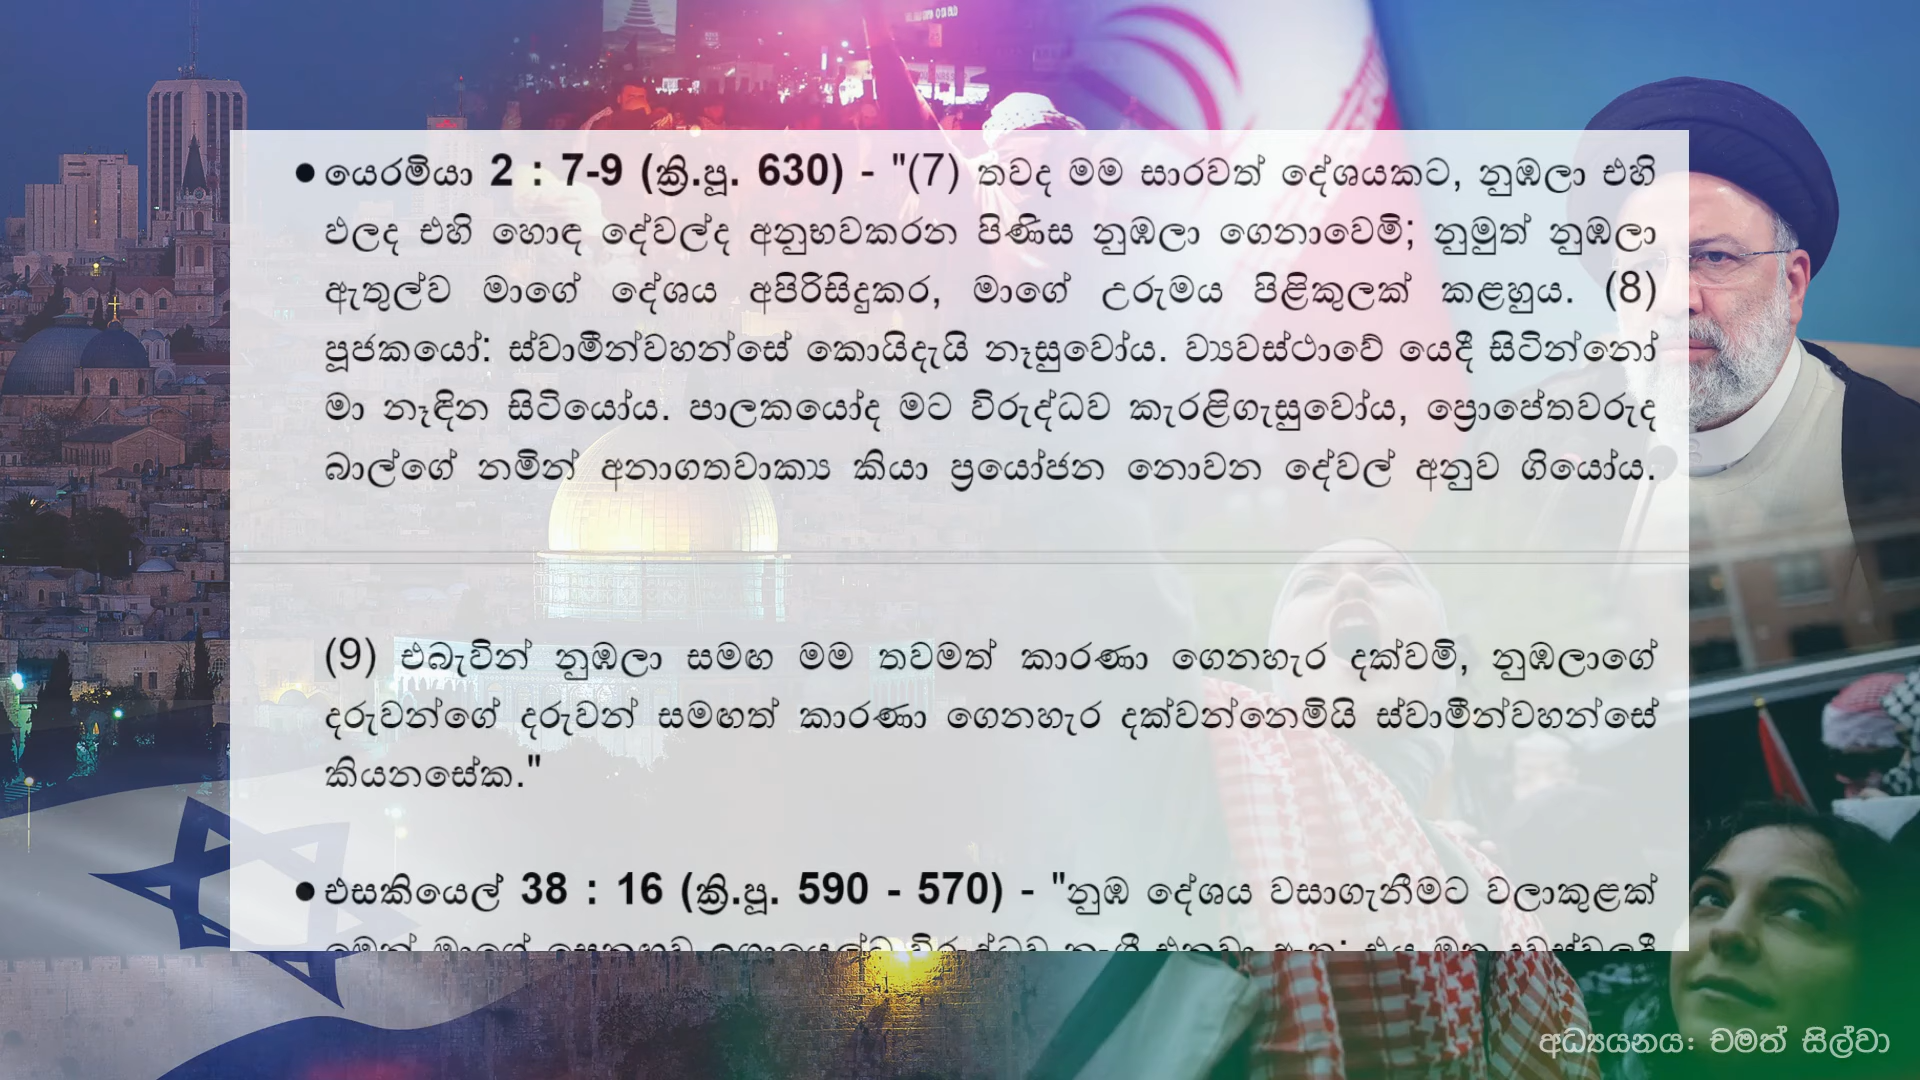 ● යෙරමියා 2 : 7-9 (ක්‍රි.පූ. 630) - "(7) තවද මම සාරවත් දේශයකට, නුඹලා එහි
ඵලද එහි හොඳ දේවල්ද අනුභවකරන පිණිස නුඹලා ගෙනාවෙමි; නුමුත් නුඹලා
ඇතුල්ව මාගේ දේශය අපිරිසිදුකර, මාගේ උරුමය පිළිකුලක් කළහුය. (8)
පූජකයෝ: ස්වාමීන්වහන්සේ කොයිදැයි නෑසුවෝය. ව්‍යවස්ථාවේ යෙදී සිටින්නෝ
මා නෑඳින සිටියෝය. පාලකයෝද මට විරුද්ධව කැරළිගැසුවෝය, ප්‍රොපේතවරුද
බාල්ගේ නමින් අනාගතවාක්‍ය කියා ප්‍රයෝජන නොවන දේවල් අනුව ගියෝය.
(9) එබැවින් නුඹලා සමඟ මම තවමත් කාරණා ගෙනහැර දක්වමි, නුඹලාගේ
දරුවන්ගේ දරුවන් සමඟත් කාරණා ගෙනහැර දක්වන්නෙමියි ස්වාමීන්වහන්සේ
කියනසේක."
● එසකියෙල් 38 : 16 (ක්‍රි.පූ. 590 - 570) - "නුඹ දේශය වසාගැනීමට වලාකුළක්
අධ්‍යයනය: චමත් සිල්වා